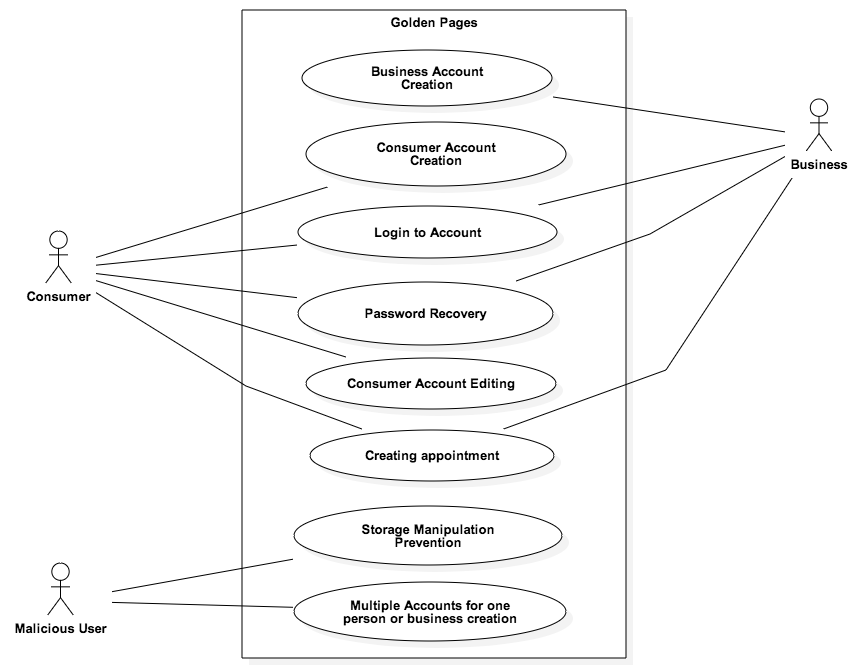 Golden Pages
Business Account
Creation
Consumer Account
Creation
Business
Login to Account
Consumer
Password Recovery
Consumer Account Editing
Creating appointment
Storage Manipulation
Prevention
Multiple Accounts for one
person or business creation
Malicious User